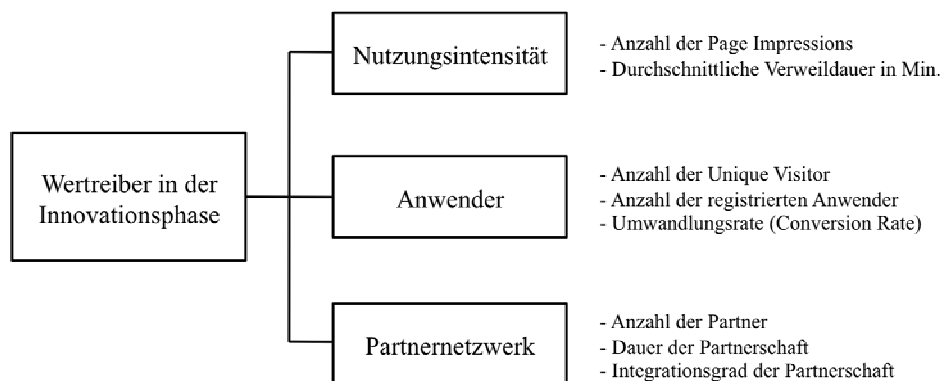 Nutzungsintensität
- Anzahl der Page Impressions
- Durchschnittliche Verweildauer in Min.
Wertreiber in der
Innovationsphase
Anwender
- Anzahl der Unique Visitor
- Anzahl der registrierten Anwender
- Umwandlungsrate (Conversion Rate)
Partnernetzwerk
- Anzahl der Partner
- Dauer der Partnerschaft
- Integrationsgrad der Partnerschaft